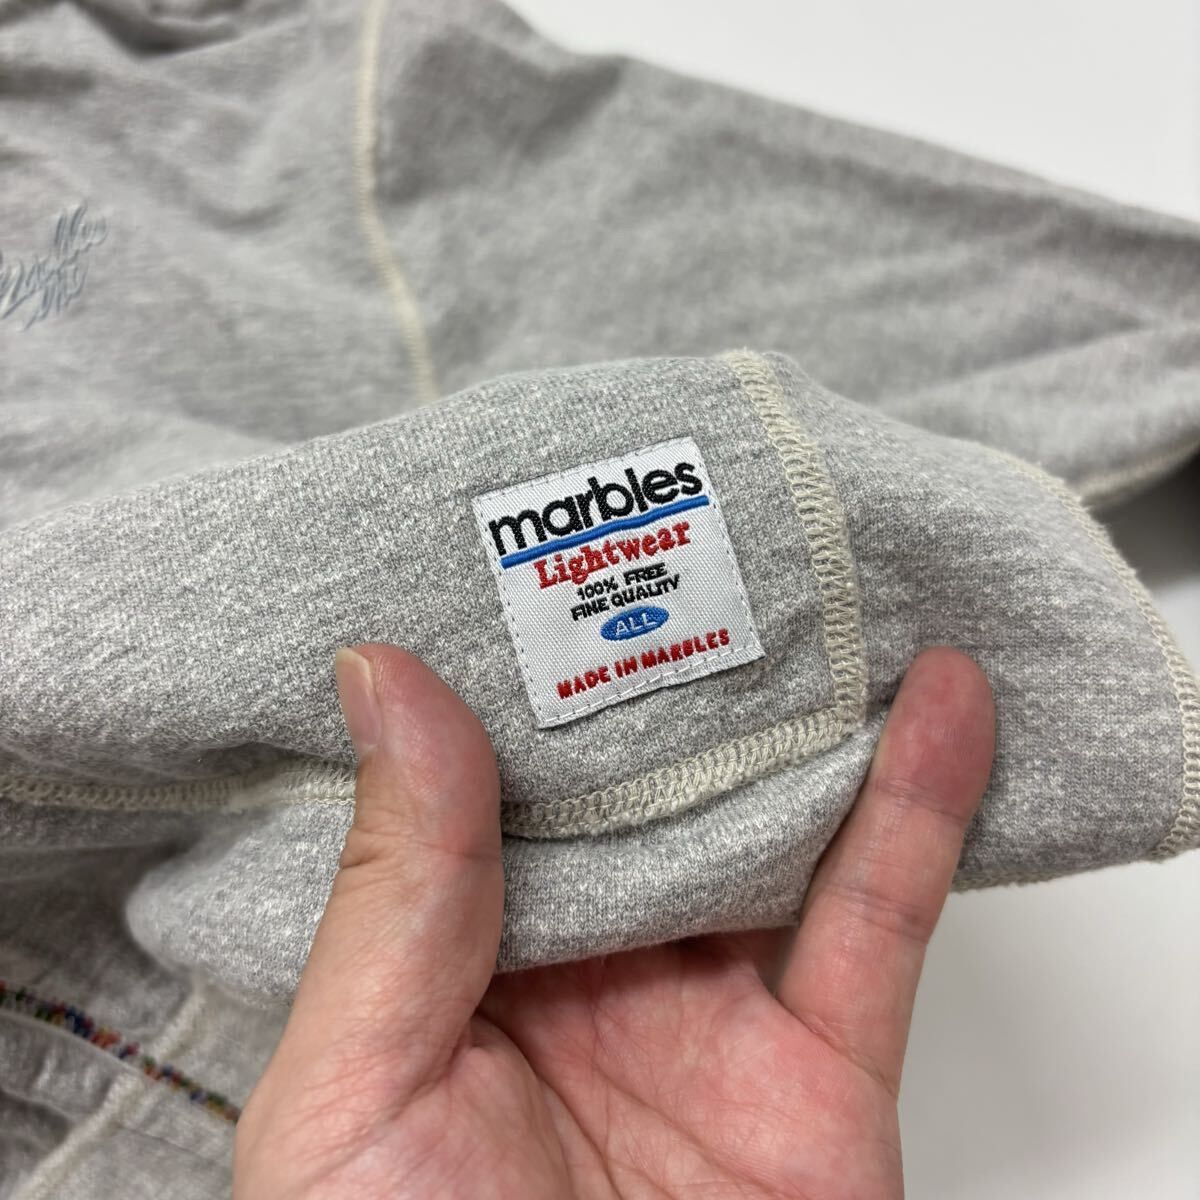 marbles
Lightwear
100% FREE
FINE QUALITY
ALL
MADE IN MARBLES